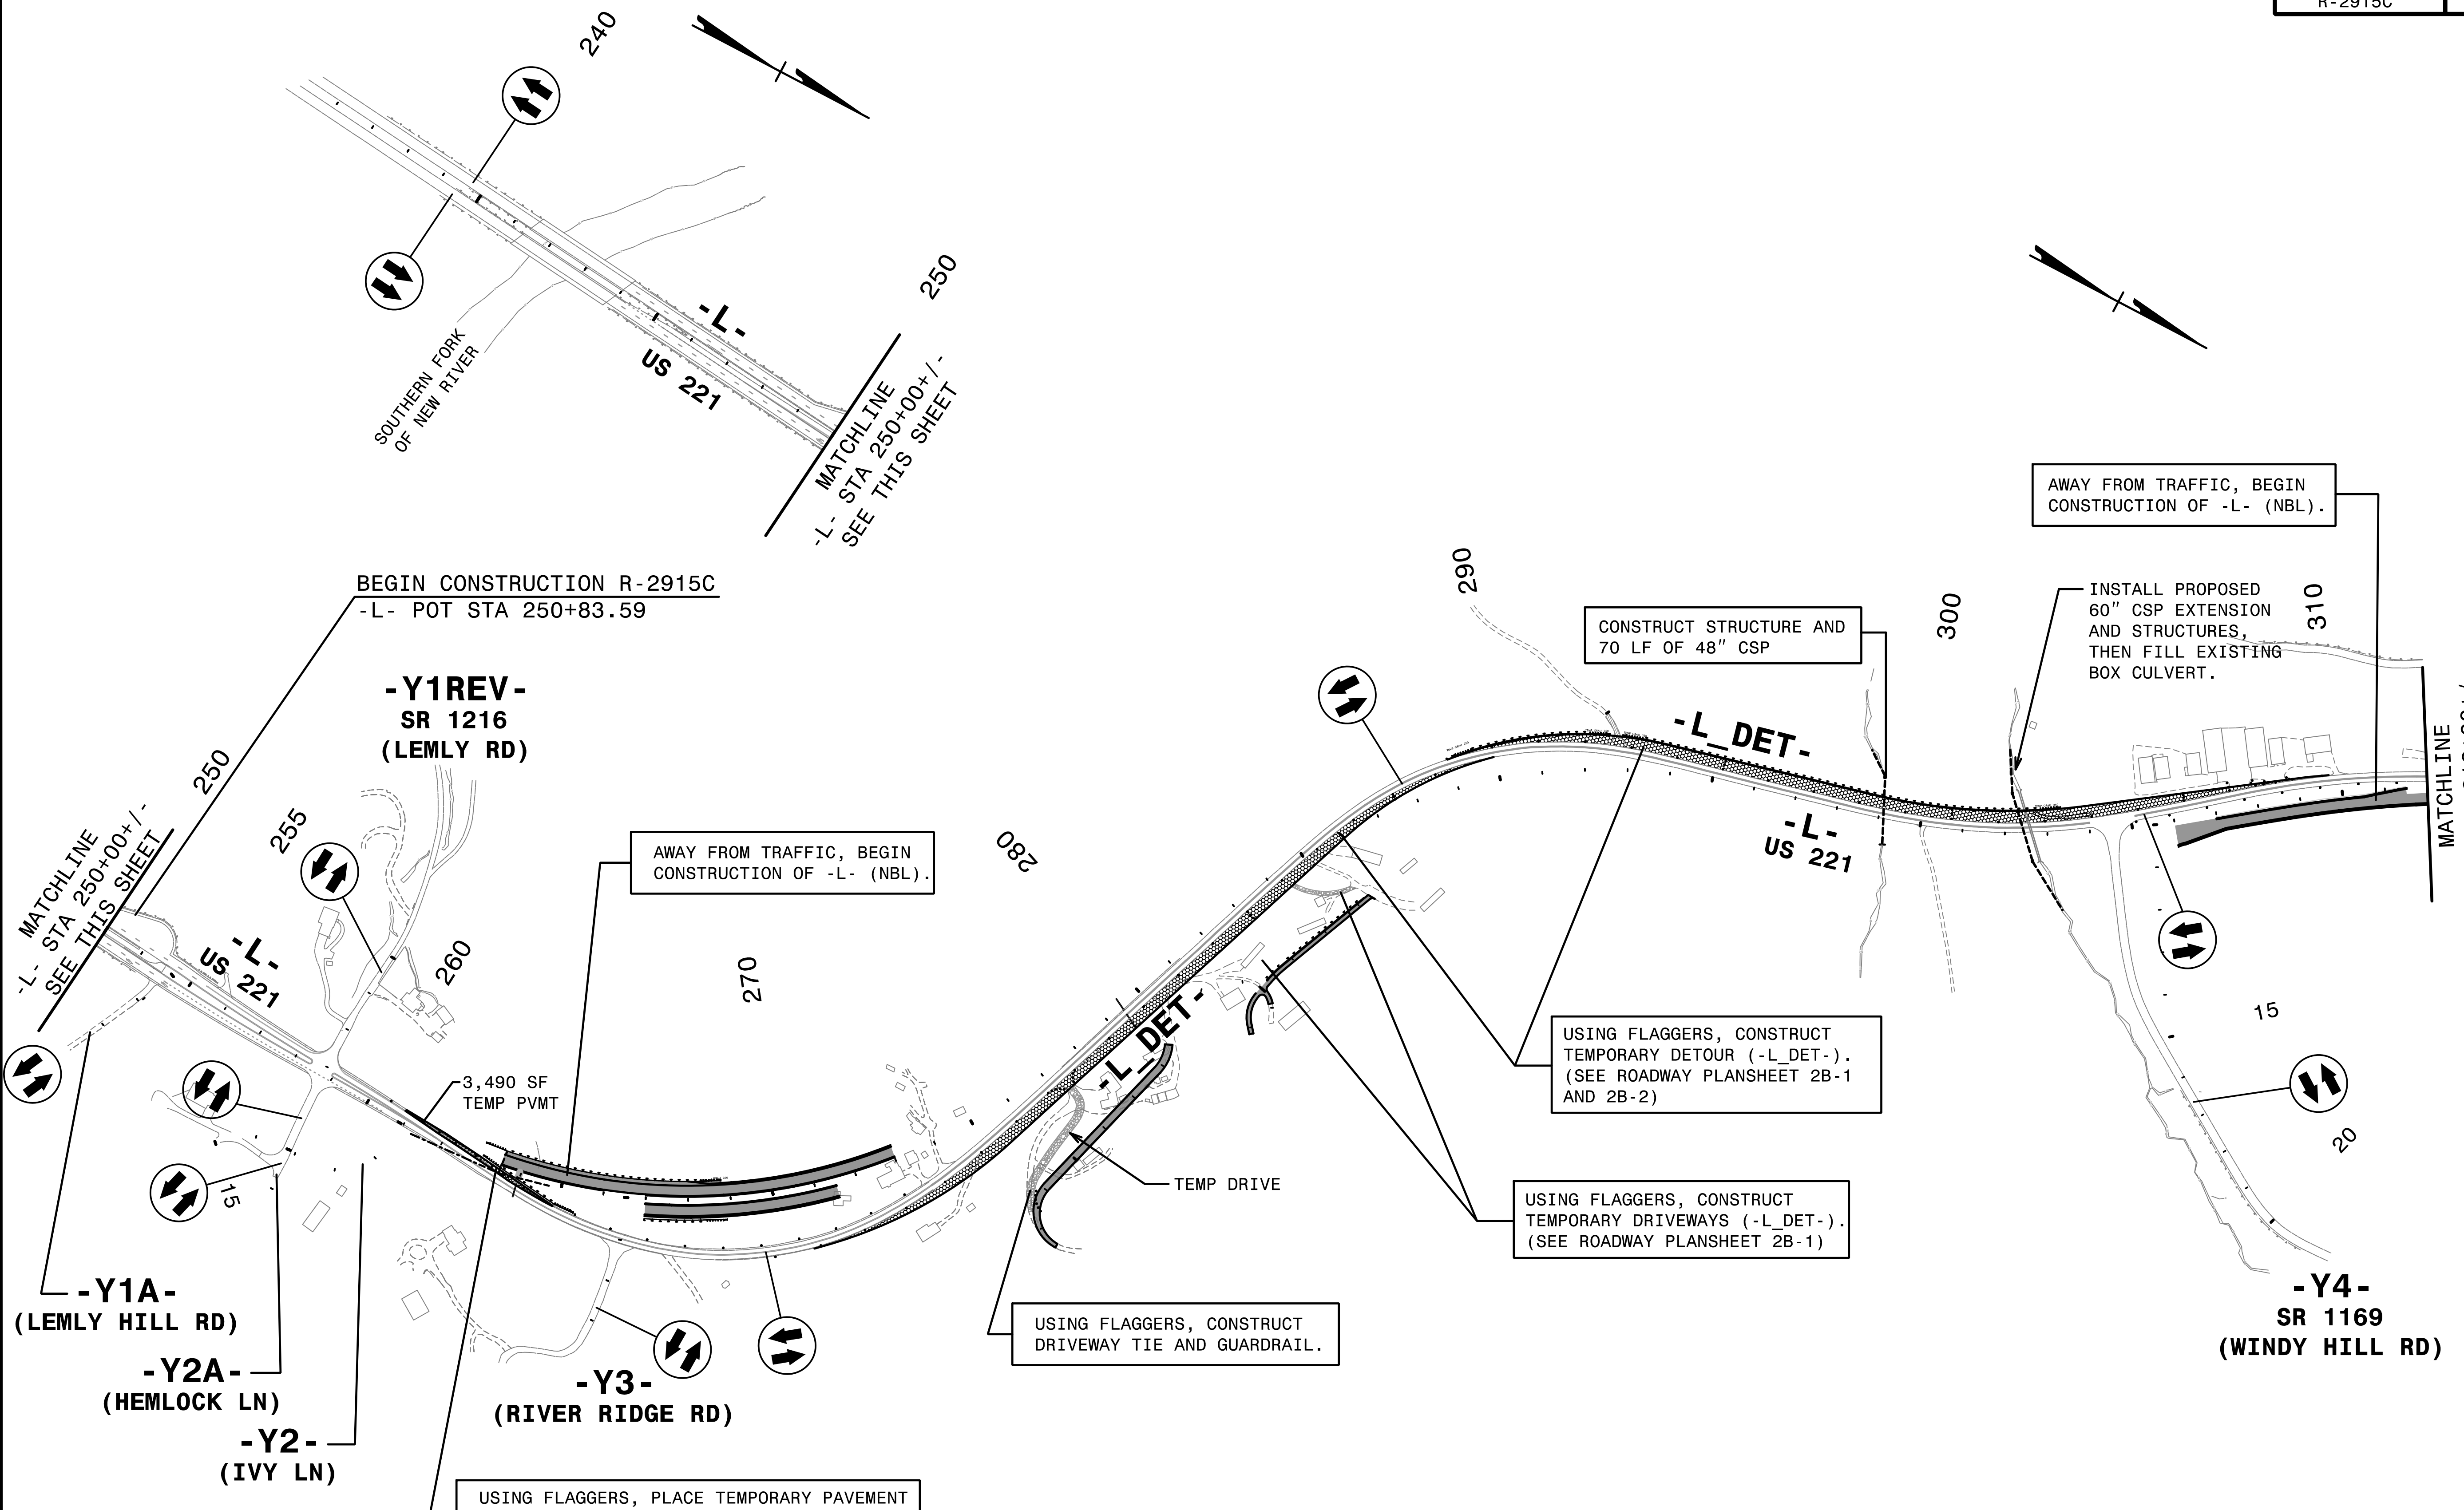 R-2915C
240
250
-L-
US 221
SOUTHERN FORK
OF NEW RIVER
MATCHLINE
-L- STA 250+00+/-
SEE THIS SHEET
BEGIN CONSTRUCTION R-2915C
-L- POT STA 250+83.59
-Y1REV-
SR 1216
(LEMLY RD)
250
255
260
MATCHLINE
-L- STA 250+00+/-
SEE THIS SHEET
-L-
US 221
AWAY FROM TRAFFIC, BEGIN
CONSTRUCTION OF -L- (NBL).
270
280
290
300
310
CONSTRUCT STRUCTURE AND
70 LF OF 48" CSP
AWAY FROM TRAFFIC, BEGIN
CONSTRUCTION OF -L- (NBL).
INSTALL PROPOSED
60" CSP EXTENSION
AND STRUCTURES,
THEN FILL EXISTING
BOX CULVERT.
-L_DET-
-L-
US 221
MATCHLINE
3,490 SF
TEMP PVMT
-L_DET-
TEMP DRIVE
USING FLAGGERS, CONSTRUCT
TEMPORARY DETOUR (-L_DET-).
(SEE ROADWAY PLANSHEET 2B-1
AND 2B-2)
USING FLAGGERS, CONSTRUCT
TEMPORARY DRIVEWAYS (-L_DET-).
(SEE ROADWAY PLANSHEET 2B-1)
USING FLAGGERS, CONSTRUCT
DRIVEWAY TIE AND GUARDRAIL.
15
15
20
-Y1A-
(LEMLY HILL RD)
-Y2A-
(HEMLOCK LN)
-Y2-
(IVY LN)
-Y3-
(RIVER RIDGE RD)
-Y4-
SR 1169
(WINDY HILL RD)
USING FLAGGERS, PLACE TEMPORARY PAVEMENT